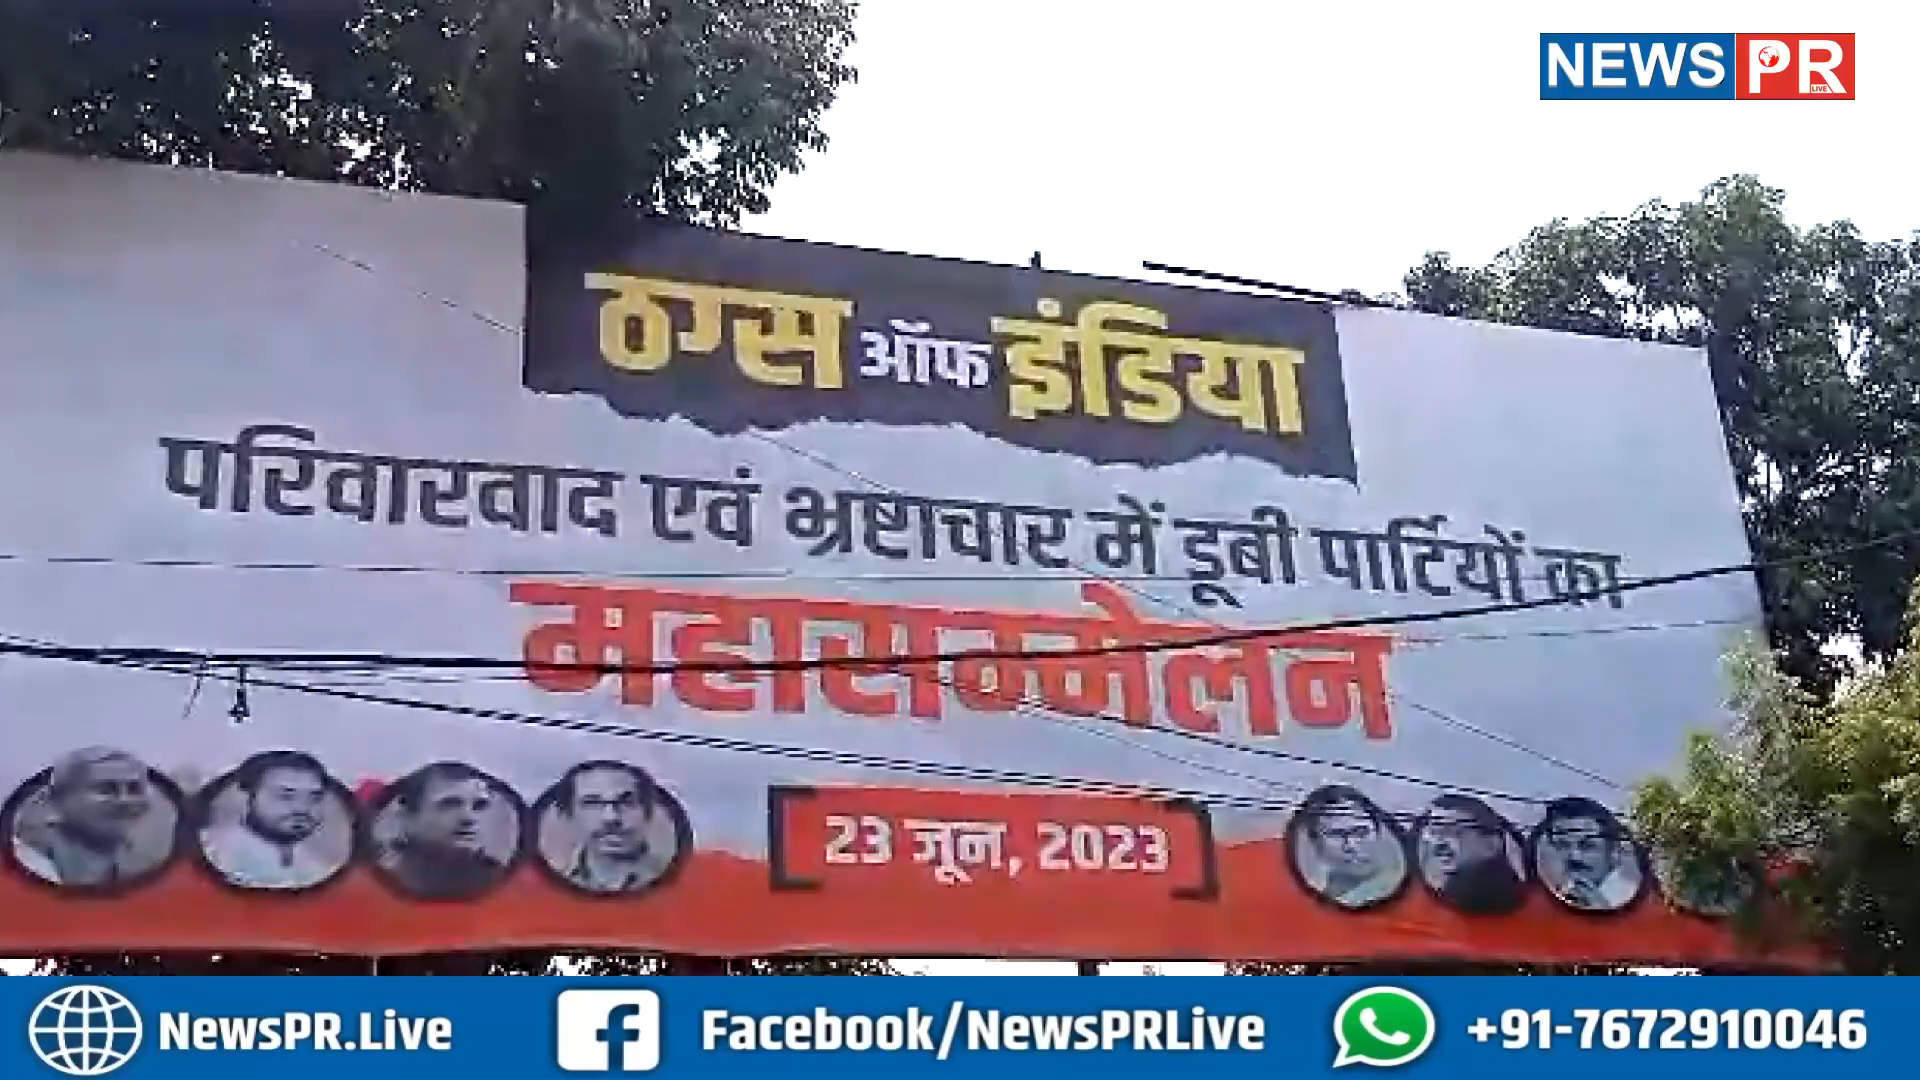 NEWS PR
LIVE
ठग्स ऑफ इंडिया
परिवारवाद एवं भ्रष्टाचार में डूबी पार्टियों का
महासम्मेलन
23 जून, 2023
NewsPR.Live Facebook/NewsPRLive +91-7672910046